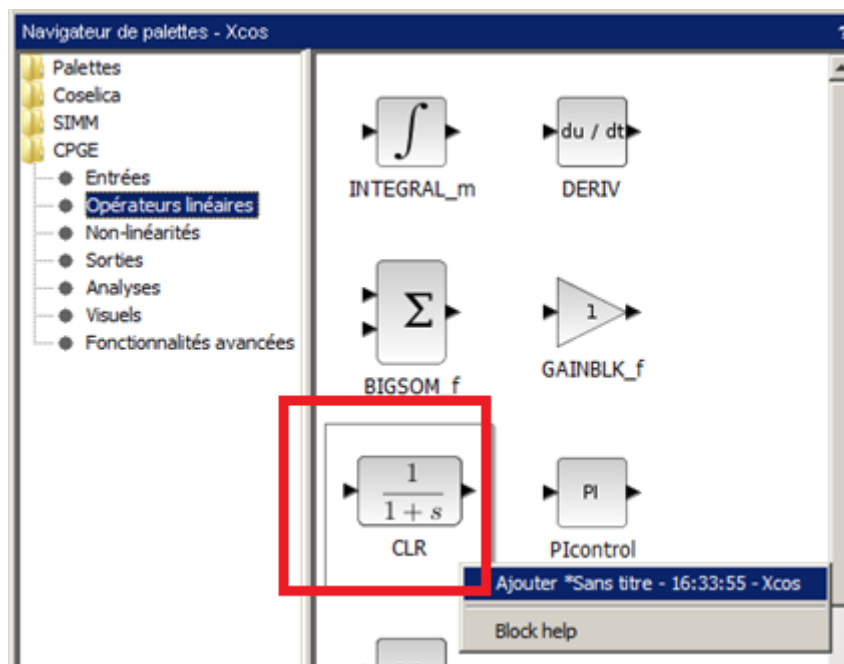 Navigateur de palettes - Xcos
Palettes
Coselica
SIMM
CPGE
Entrées
Opérateurs linéaires
Non-linéarités
Sorties
Analyses
Visuels
Fonctionnalités avancées
∫
du / dt
INTEGRAL_m
DERIV
Σ
1
BIGSOM_f
GAINBLK_f
1
1 + s
PI
CLR
PIcontrol
Ajouter *Sans titre - 16:33:55 - Xcos
Block help